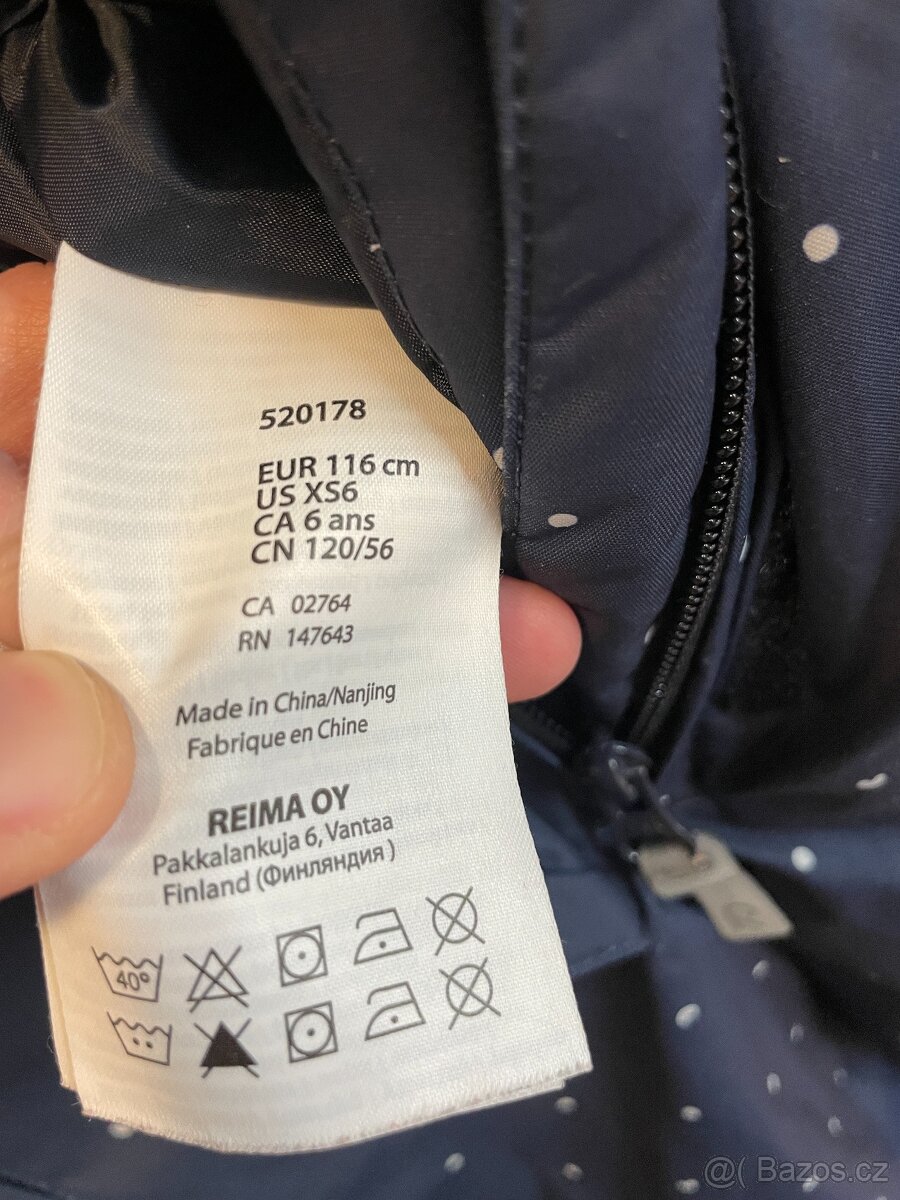 520178
EUR 116 cm
US XS6
CA 6 ans
CN 120/56
CA 02764
RN 147643
Made in China/Nanjing
Fabrique en Chine
REIMA OY
Pakkalankuja 6, Vantaa
Finland (Финляндия )
40°
@( Bazos.cz